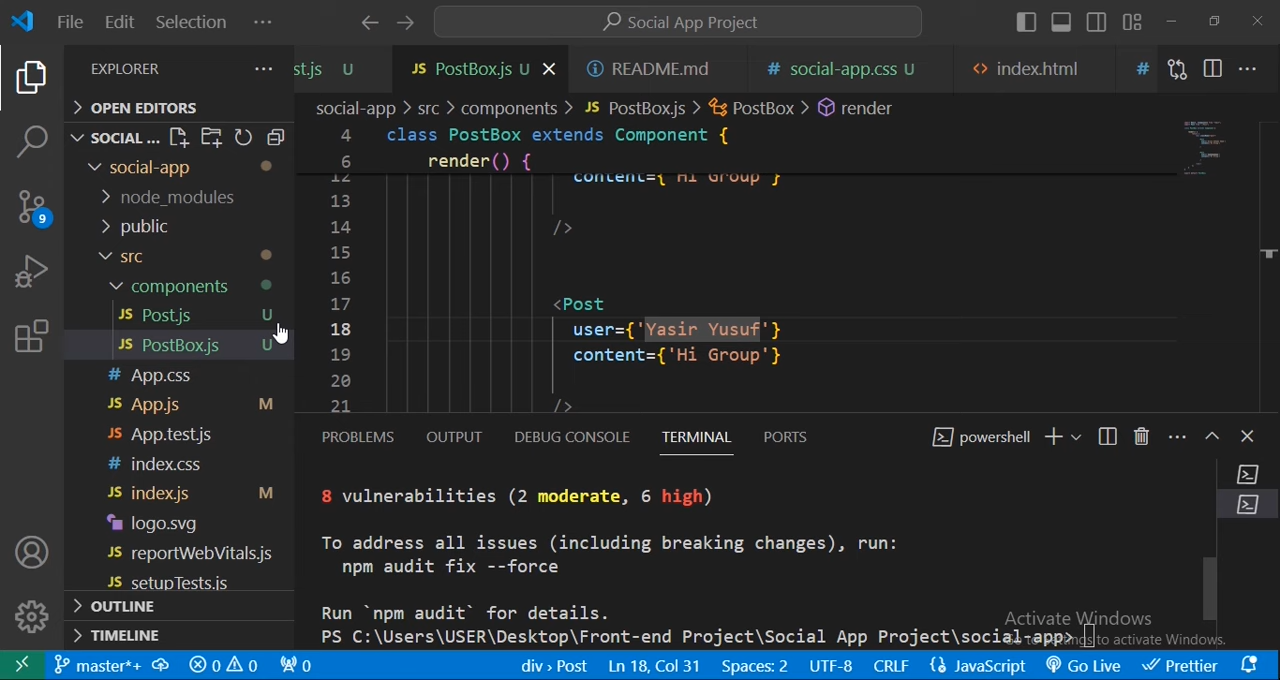 File Edit Selection ···
Social App Project
EXPLORER ···
st.js U
JS PostBox.js U
README.md
# social-app.css U
<> index.html
#
OPEN EDITORS
SOCIAL ...
social-app
node_modules
public
src
components
JS Post.js U
JS PostBox.js U
# App.css
JS App.js M
JS App.test.js
# index.css
JS index.js M
logo.svg
JS reportWebVitals.js
JS setupTests.js
OUTLINE
TIMELINE
social-app > src > components > JS PostBox.js > PostBox > render
4 class PostBox extends Component {
6 render() {
12 content={'Hi Group'}
13
14 />
15
16
17 <Post
18 user={'Yasir Yusuf'}
19 content={'Hi Group'}
20
21 />
PROBLEMS OUTPUT DEBUG CONSOLE TERMINAL PORTS
powershell
8 vulnerabilities (2 moderate, 6 high)
To address all issues (including breaking changes), run:
npm audit fix --force
Run `npm audit` for details.
PS C:\Users\USER\Desktop\Front-end Project\Social App Project\social-app>
Activate Windows
to activate Windows.
master*+ 0 0 0 div > Post Ln 18, Col 31 Spaces: 2 UTF-8 CRLF {} JavaScript Go Live Prettier
9